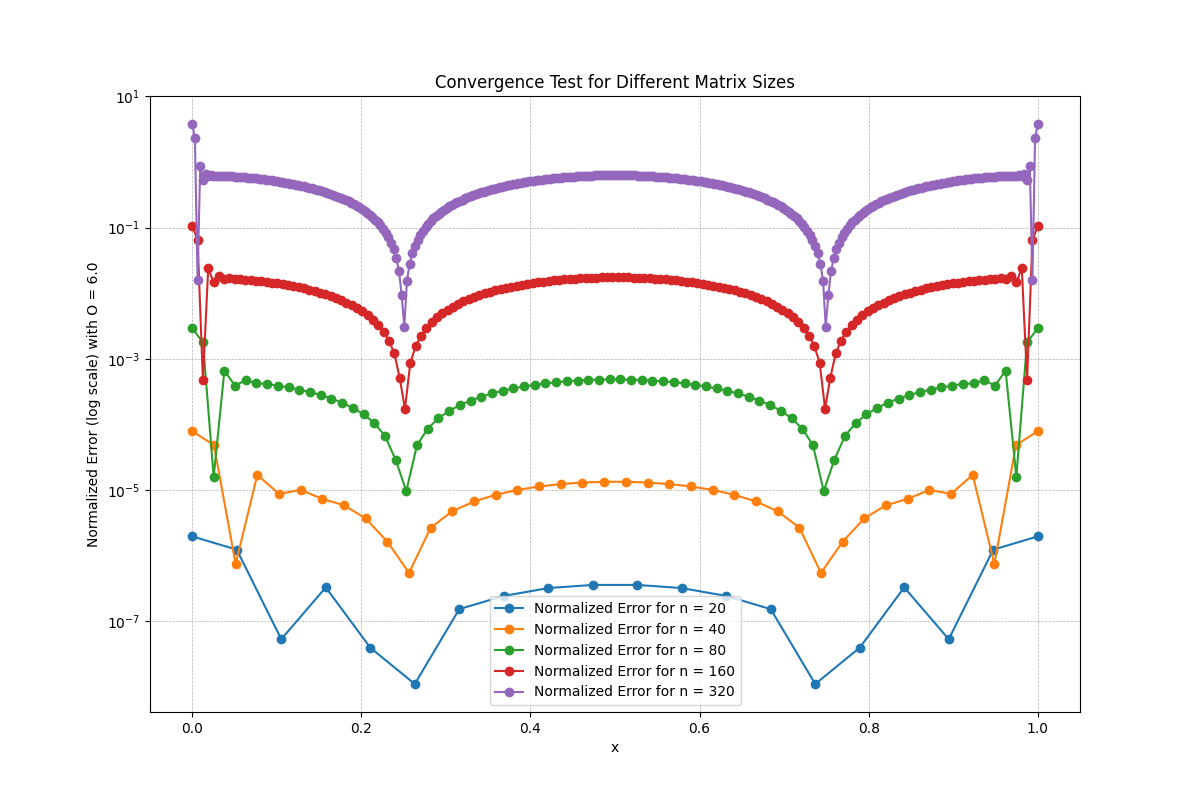 Convergence Test for Different Matrix Sizes
Normalized Error (log scale) with O = 6.0
10¹
10⁻¹
10⁻³
10⁻⁵
10⁻⁷
Normalized Error for n = 20
Normalized Error for n = 40
Normalized Error for n = 80
Normalized Error for n = 160
Normalized Error for n = 320
0.0 0.2 0.4 0.6 0.8 1.0
x